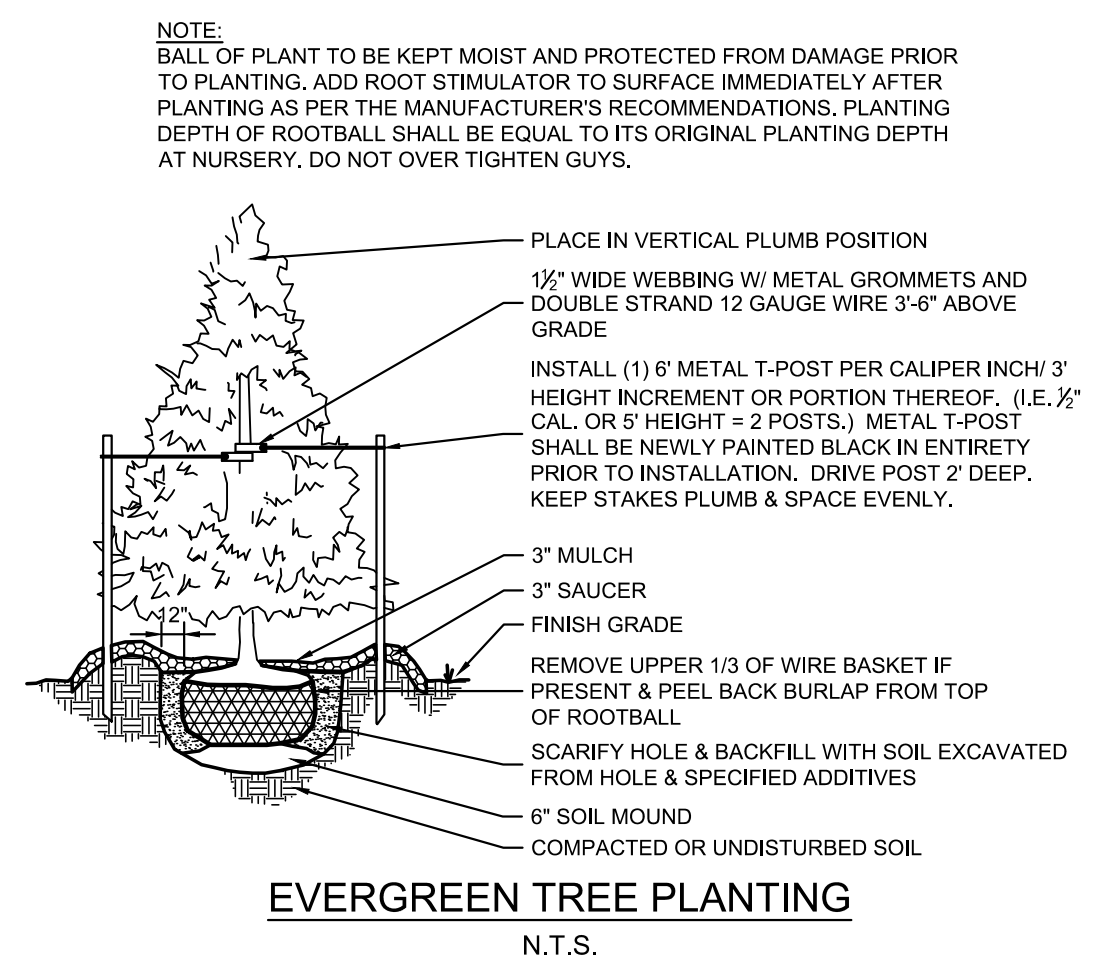 NOTE:
BALL OF PLANT TO BE KEPT MOIST AND PROTECTED FROM DAMAGE PRIOR
TO PLANTING. ADD ROOT STIMULATOR TO SURFACE IMMEDIATELY AFTER
PLANTING AS PER THE MANUFACTURER'S RECOMMENDATIONS. PLANTING
DEPTH OF ROOTBALL SHALL BE EQUAL TO ITS ORIGINAL PLANTING DEPTH
AT NURSERY. DO NOT OVER TIGHTEN GUYS.
PLACE IN VERTICAL PLUMB POSITION
1½" WIDE WEBBING W/ METAL GROMMETS AND
DOUBLE STRAND 12 GAUGE WIRE 3'-6" ABOVE
GRADE
INSTALL (1) 6' METAL T-POST PER CALIPER INCH/ 3'
HEIGHT INCREMENT OR PORTION THEREOF. (I.E. ½"
CAL. OR 5' HEIGHT = 2 POSTS.) METAL T-POST
SHALL BE NEWLY PAINTED BLACK IN ENTIRETY
PRIOR TO INSTALLATION. DRIVE POST 2' DEEP.
KEEP STAKES PLUMB & SPACE EVENLY.
3" MULCH
3" SAUCER
12"
FINISH GRADE
REMOVE UPPER 1/3 OF WIRE BASKET IF
PRESENT & PEEL BACK BURLAP FROM TOP
OF ROOTBALL
SCARIFY HOLE & BACKFILL WITH SOIL EXCAVATED
FROM HOLE & SPECIFIED ADDITIVES
6" SOIL MOUND
COMPACTED OR UNDISTURBED SOIL
EVERGREEN TREE PLANTING
N.T.S.